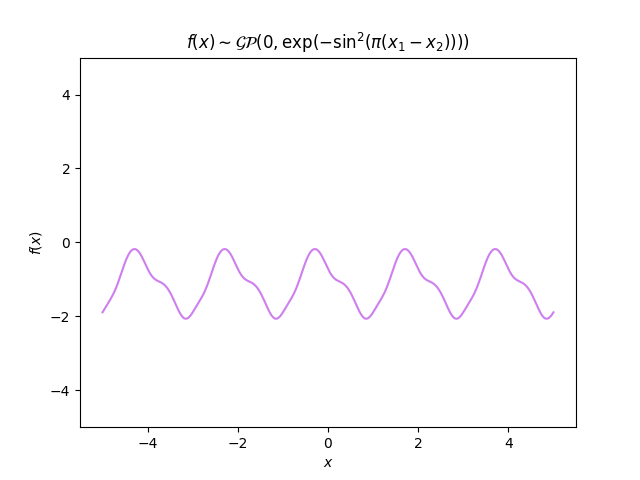 f(x) ~ 𝒢𝒫(0, exp(−sin²(π(x₁ − x₂))))
4
2
0
−2
−4
f(x)
−4 −2 0 2 4
x